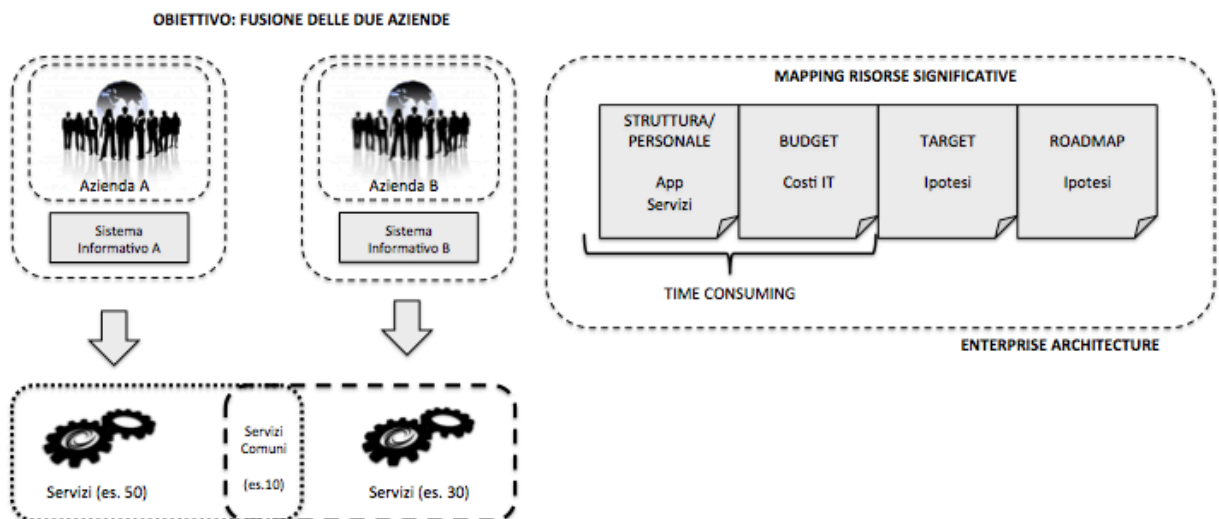 OBIETTIVO: FUSIONE DELLE DUE AZIENDE
Azienda A
Sistema
Informativo A
Azienda B
Sistema
Informativo B
Servizi (es. 50)
Servizi
Comuni
(es.10)
Servizi (es. 30)
MAPPING RISORSE SIGNIFICATIVE
STRUTTURA/
PERSONALE
App
Servizi
BUDGET
Costi IT
TARGET
Ipotesi
ROADMAP
Ipotesi
TIME CONSUMING
ENTERPRISE ARCHITECTURE